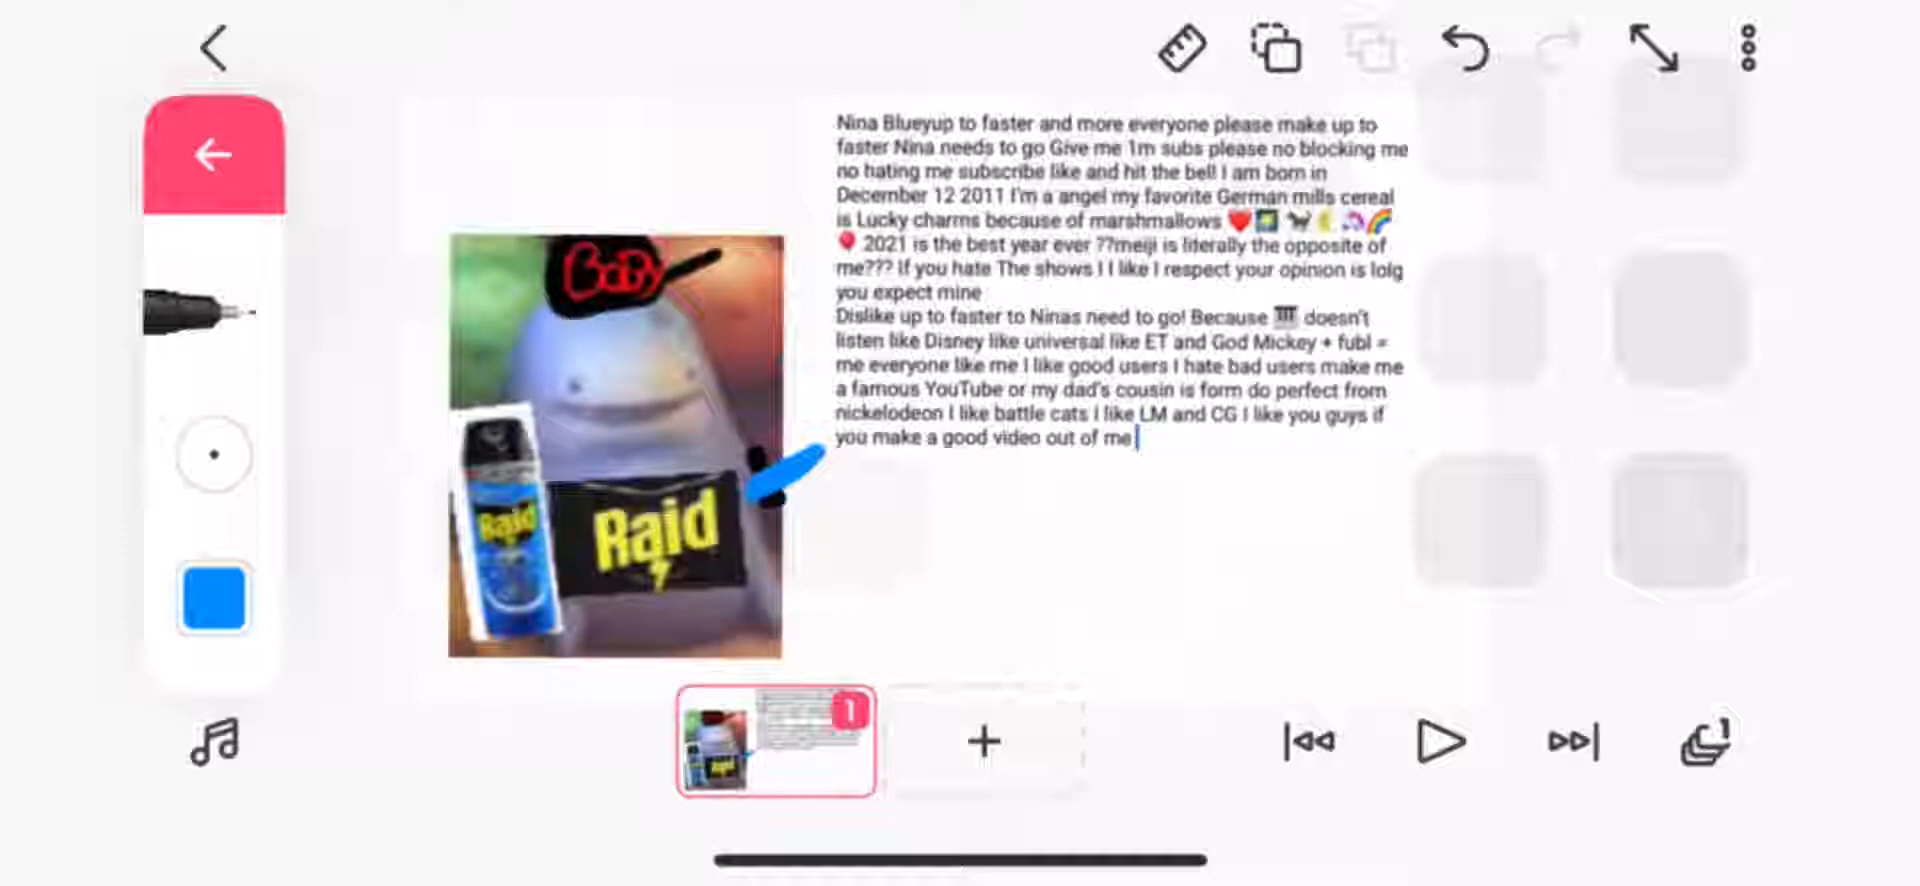 Nina Blueyup to faster and more everyone please make up to
faster Nina needs to go Give me 1m subs please no blocking me
no hating me subscribe like and hit the bell I am born in
December 12 2011 I'm a angel my favorite German mills cereal
is Lucky charms because of marshmallows ❤️🎆🐈‍⬛🌜🦄🌈
🎈 2021 is the best year ever ??meiji is literally the opposite of
me??? If you hate The shows I I like I respect your opinion is lolg
you expect mine
Dislike up to faster to Ninas need to go! Because doesn't
listen like Disney like universal like ET and God Mickey + fubl =
me everyone like me I like good users I hate bad users make me
a famous YouTube or my dad's cousin is form do perfect from
nickelodeon I like battle cats I like LM and CG I like you guys if
you make a good video out of me
BoBy
Raid
Raid
1
1